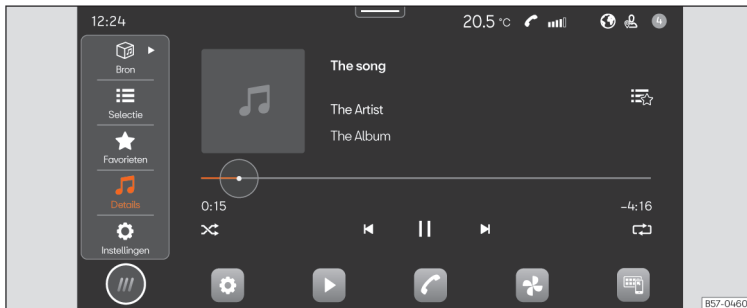 12:24
20.5 °C
4
Bron
Selectie
Favorieten
Details
Instellingen
The song
The Artist
The Album
0:15
-4:16
B57-0460